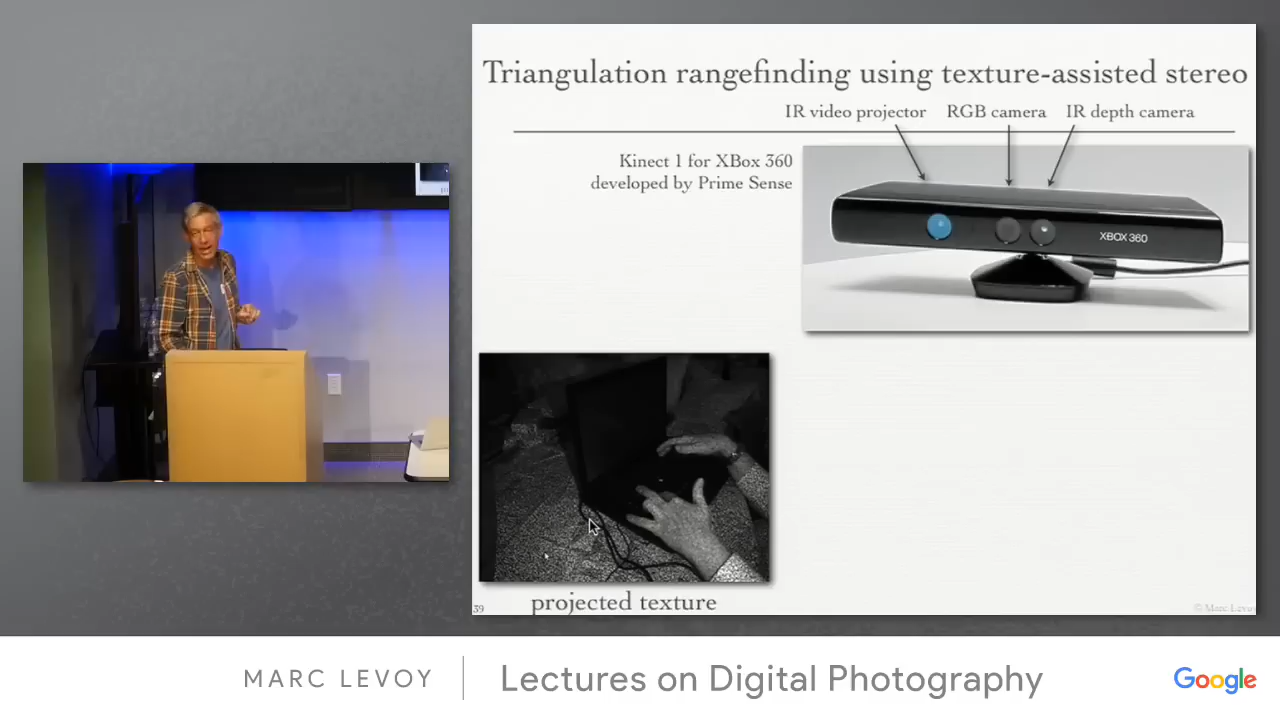 Triangulation rangefinding using texture-assisted stereo
IR video projector RGB camera IR depth camera
Kinect 1 for XBox 360
developed by Prime Sense
XBOX 360
projected texture
39
© Marc Levoy
MARC LEVOY
Lectures on Digital Photography
Google